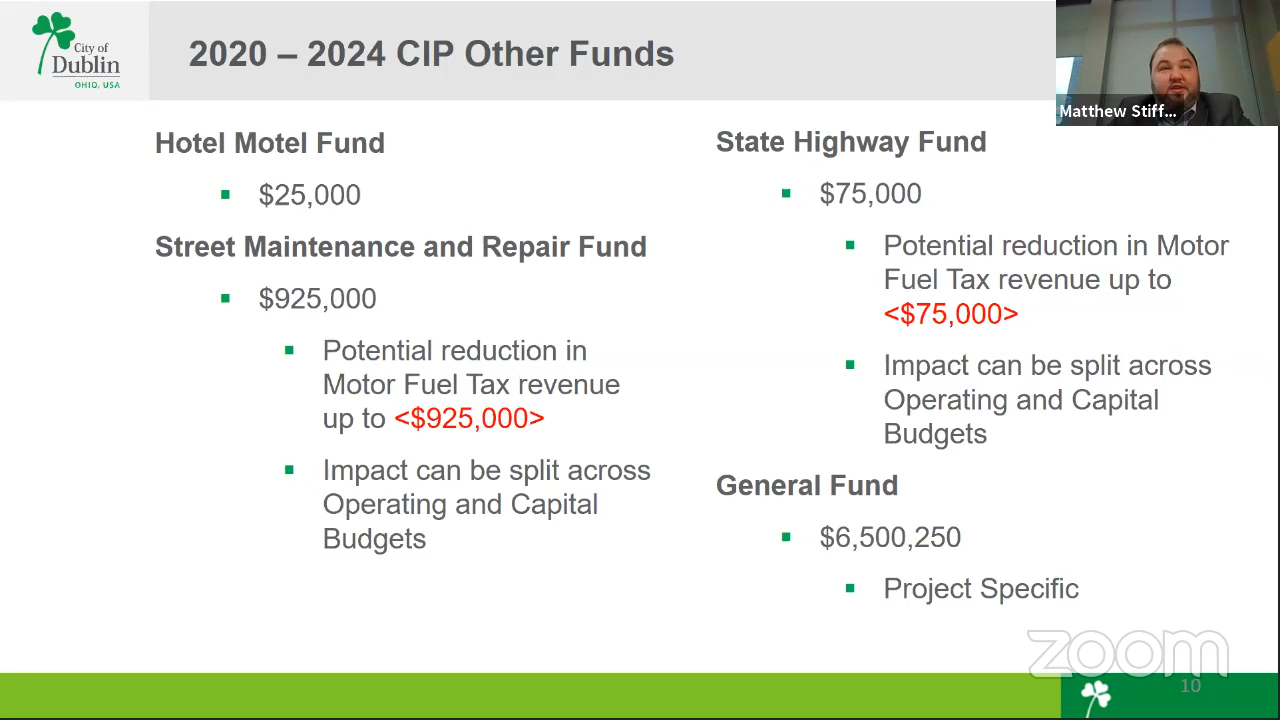 City of
Dublin
OHIO, USA
2020 – 2024 CIP Other Funds
Matthew Stiff...
Hotel Motel Fund
$25,000
Street Maintenance and Repair Fund
$925,000
Potential reduction in
Motor Fuel Tax revenue
up to <$925,000>
Impact can be split across
Operating and Capital
Budgets
State Highway Fund
$75,000
Potential reduction in Motor
Fuel Tax revenue up to
<$75,000>
Impact can be split across
Operating and Capital
Budgets
General Fund
$6,500,250
Project Specific
zoom
10